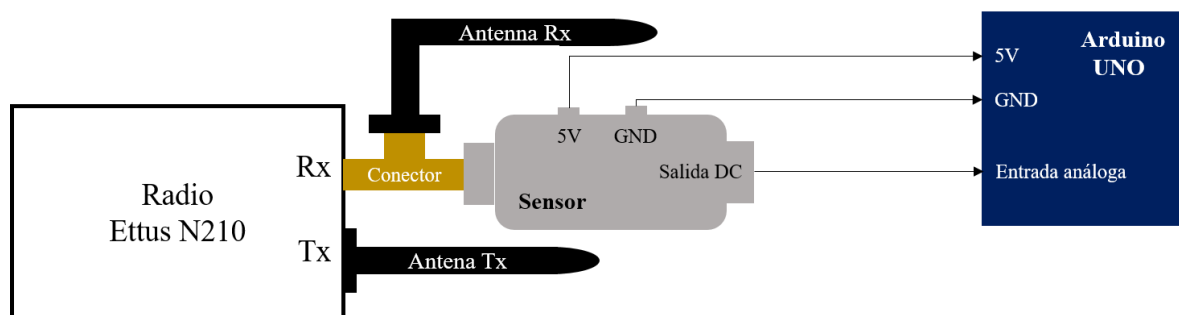 Antenna Rx
Arduino
UNO
5V
GND
5V
GND
Rx
Conector
Salida DC
Entrada análoga
Radio
Ettus N210
Sensor
Tx
Antena Tx